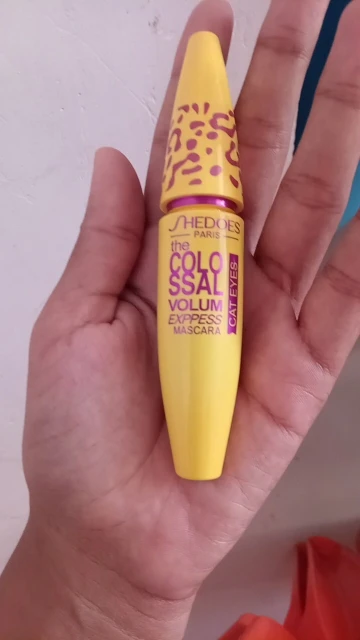 SHEDOES
PARIS
the
COLO
SSAL
VOLUM
EXPPESS
MASCARA
CAT EYES